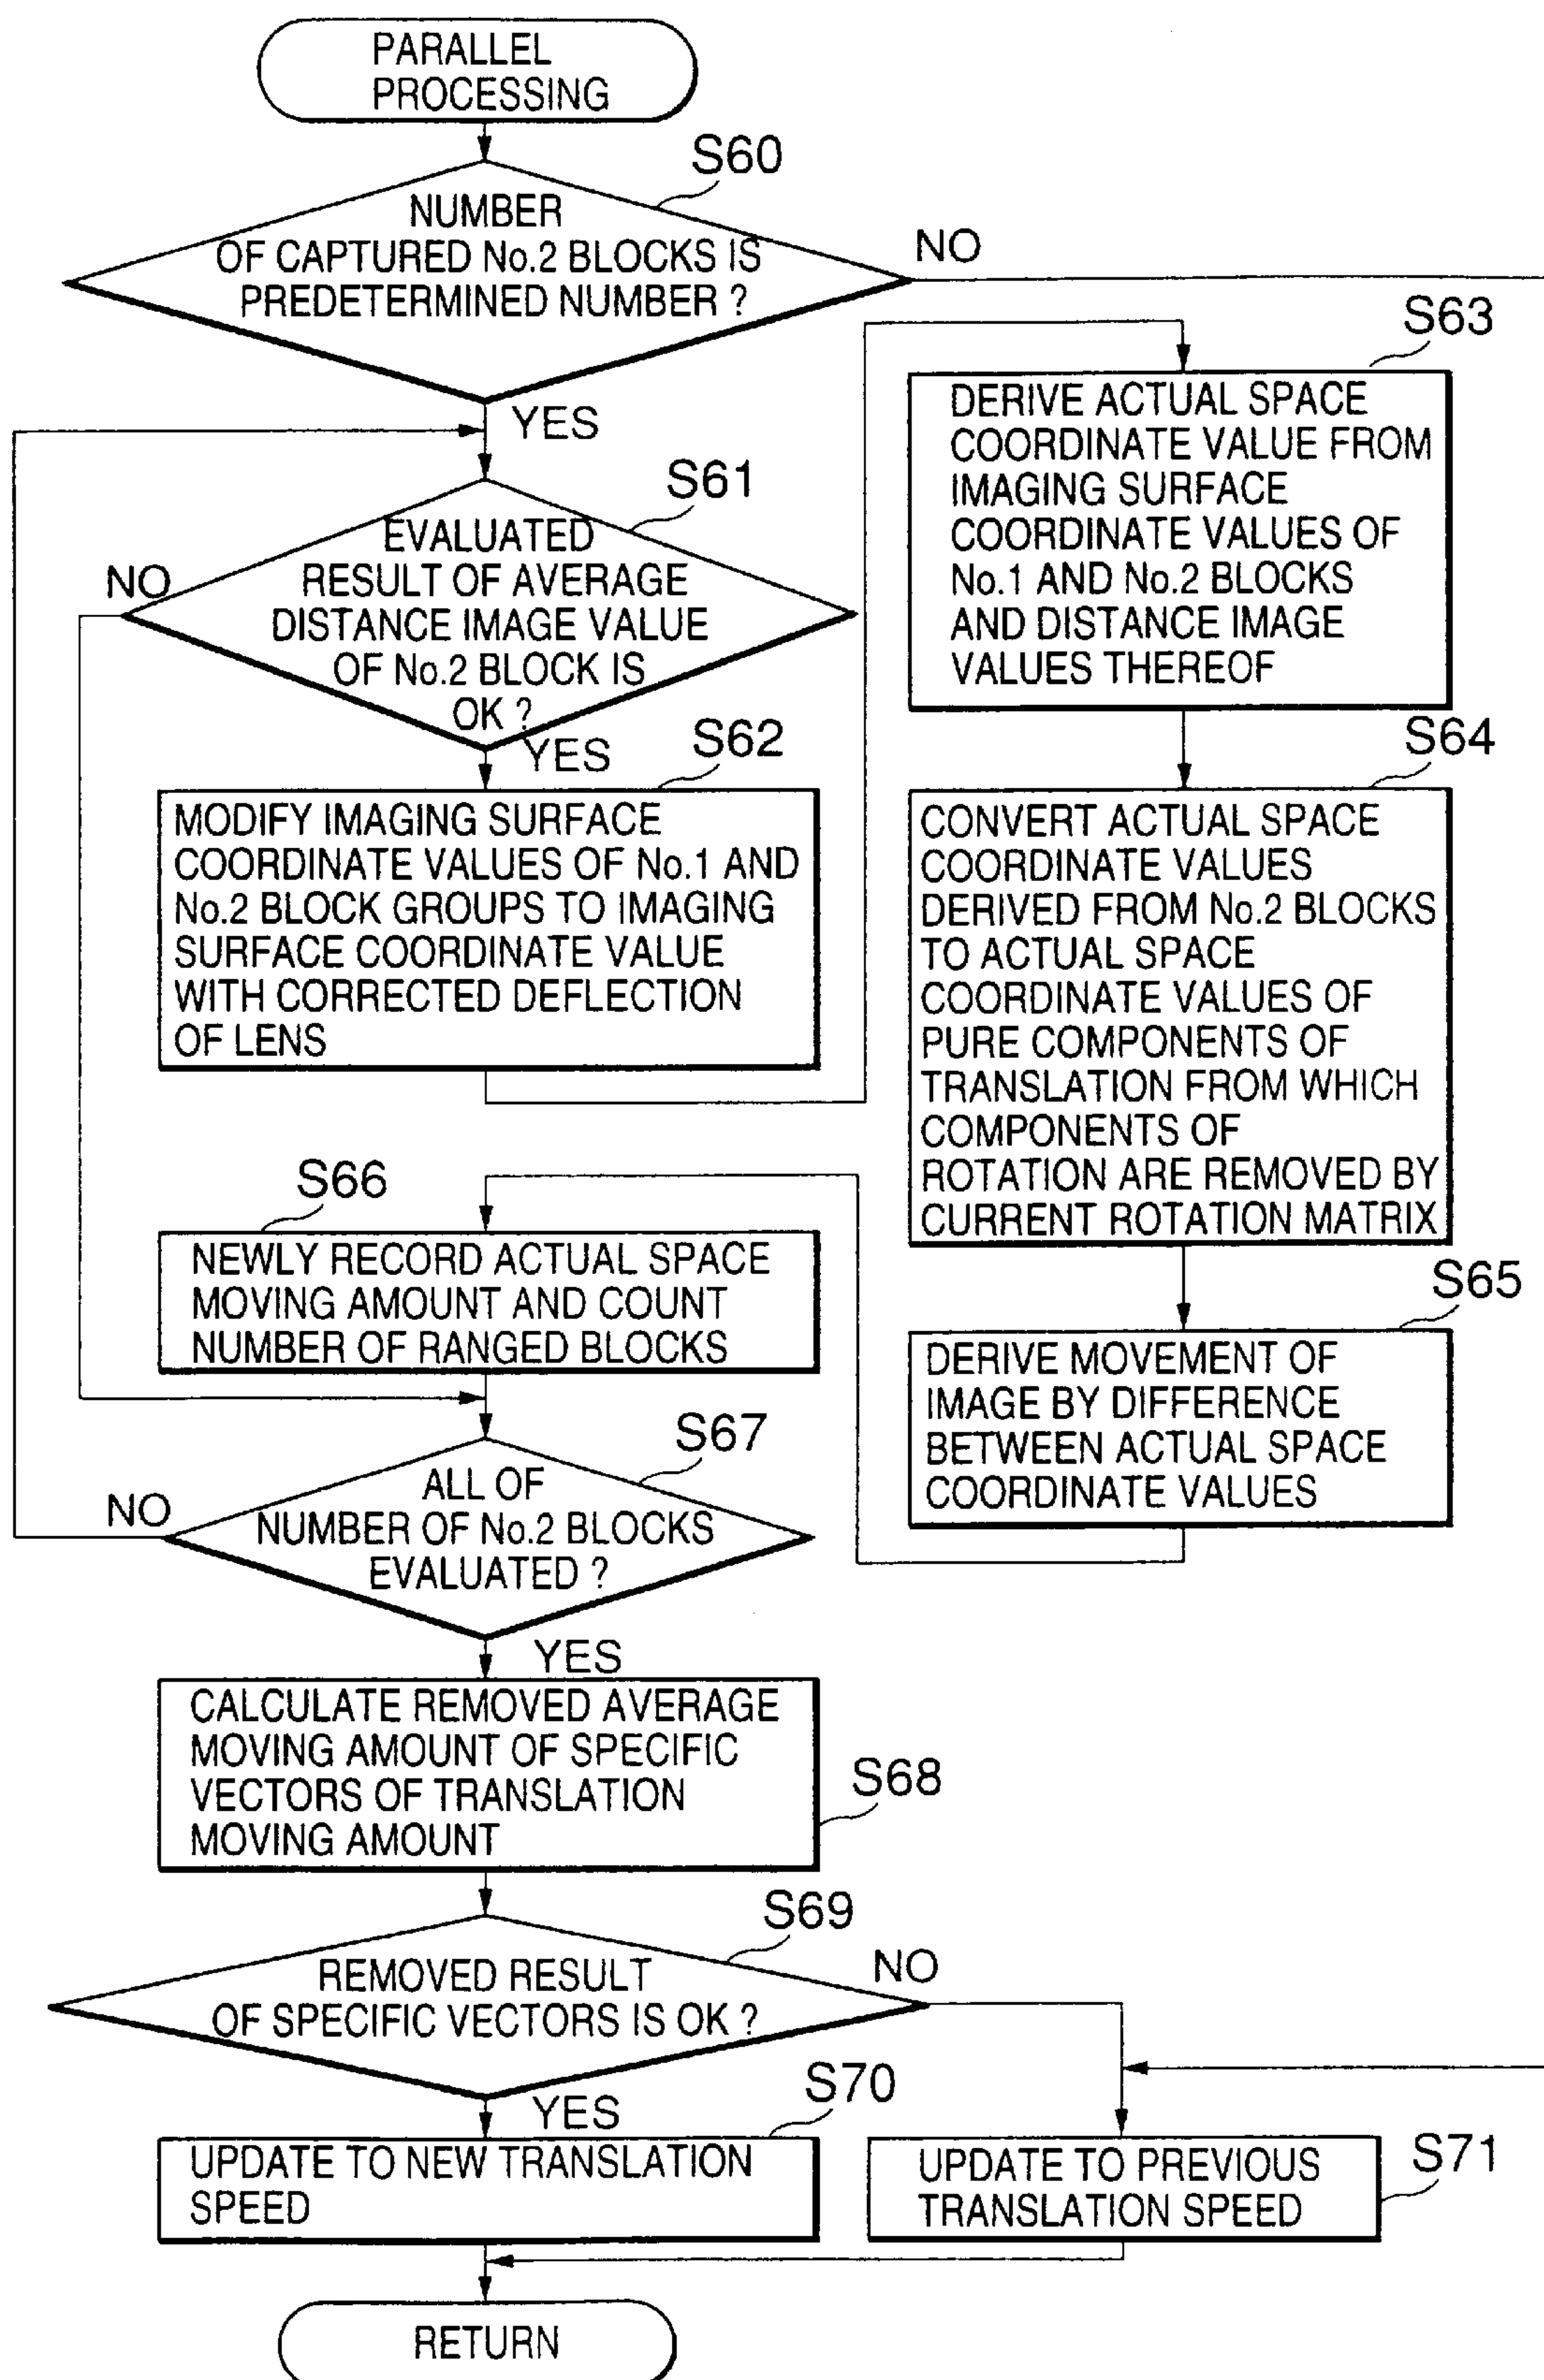 PARALLEL
PROCESSING
S60
NUMBER
OF CAPTURED No.2 BLOCKS IS
PREDETERMINED NUMBER ?
NO
YES
S61
EVALUATED
RESULT OF AVERAGE
DISTANCE IMAGE VALUE
OF No.2 BLOCK IS
OK ?
NO
YES
S62
MODIFY IMAGING SURFACE
COORDINATE VALUES OF No.1 AND
No.2 BLOCK GROUPS TO IMAGING
SURFACE COORDINATE VALUE
WITH CORRECTED DEFLECTION
OF LENS
S63
DERIVE ACTUAL SPACE
COORDINATE VALUE FROM
IMAGING SURFACE
COORDINATE VALUES OF
No.1 AND No.2 BLOCKS
AND DISTANCE IMAGE
VALUES THEREOF
S64
CONVERT ACTUAL SPACE
COORDINATE VALUES
DERIVED FROM No.2 BLOCKS
TO ACTUAL SPACE
COORDINATE VALUES OF
PURE COMPONENTS OF
TRANSLATION FROM WHICH
COMPONENTS OF
ROTATION ARE REMOVED BY
CURRENT ROTATION MATRIX
S65
DERIVE MOVEMENT OF
IMAGE BY DIFFERENCE
BETWEEN ACTUAL SPACE
COORDINATE VALUES
S66
NEWLY RECORD ACTUAL SPACE
MOVING AMOUNT AND COUNT
NUMBER OF RANGED BLOCKS
S67
ALL OF
NUMBER OF No.2 BLOCKS
EVALUATED ?
NO
YES
CALCULATE REMOVED AVERAGE
MOVING AMOUNT OF SPECIFIC
VECTORS OF TRANSLATION
MOVING AMOUNT
S68
S69
REMOVED RESULT
OF SPECIFIC VECTORS IS OK ?
NO
YES
S70
UPDATE TO NEW TRANSLATION
SPEED
UPDATE TO PREVIOUS
TRANSLATION SPEED
S71
RETURN